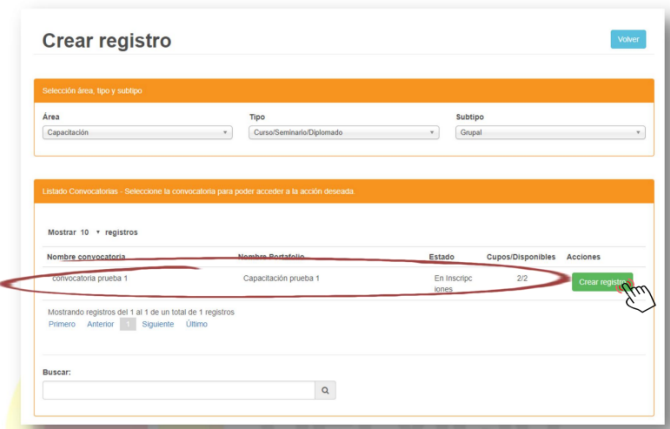 Crear registro
Volver
Selección área, tipo y subtipo
Área Tipo Subtipo
Capacitación Curso/Seminario/Diplomado Grupal
Listado Convocatorias - Seleccione la convocatoria para poder acceder a la acción deseada.
Mostrar 10 registros
Nombre convocatoria Nombre Portafolio Estado Cupos/Disponibles Acciones
convocatoria prueba 1 Capacitación prueba 1 En Inscripc 2/2 Crear registro
iones
Mostrando registros del 1 al 1 de un total de 1 registros
Primero Anterior 1 Siguiente Último
Buscar: